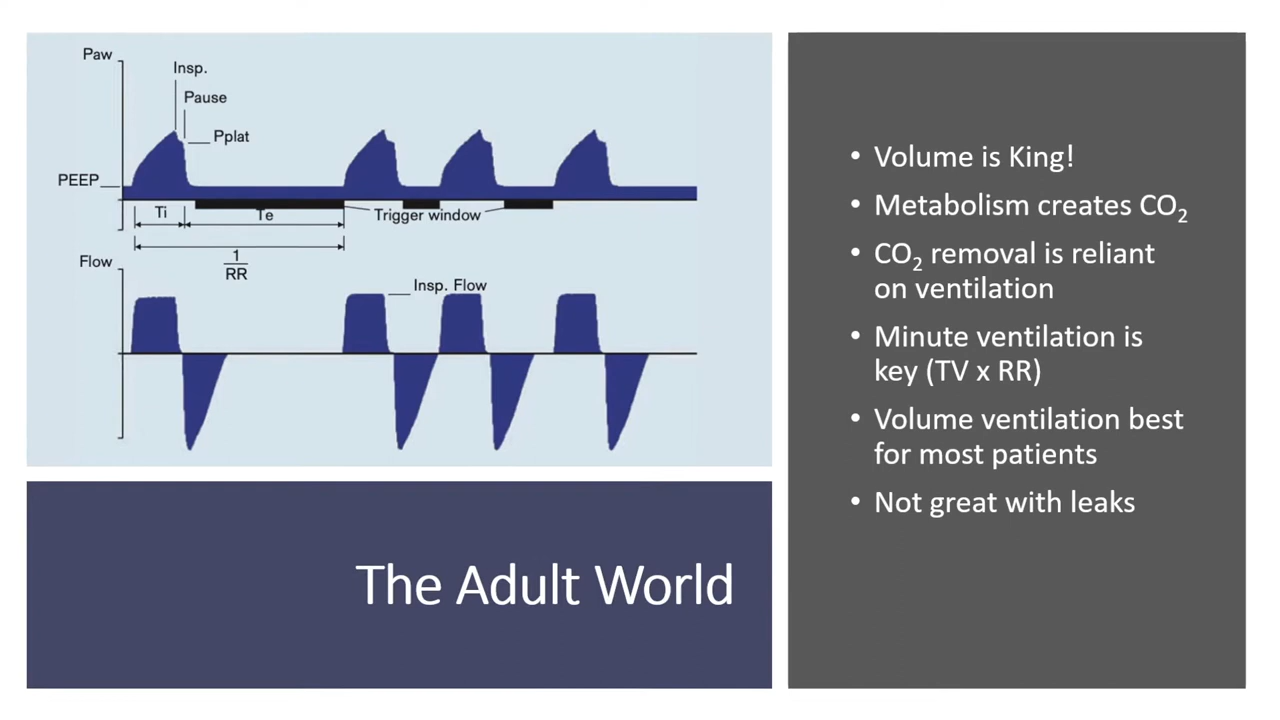 Paw
Insp.
Pause
Pplat
PEEP
Ti
Te
Trigger window
1
RR
Flow
Insp. Flow
The Adult World
• Volume is King!
• Metabolism creates CO₂
• CO₂ removal is reliant
on ventilation
• Minute ventilation is
key (TV x RR)
• Volume ventilation best
for most patients
• Not great with leaks